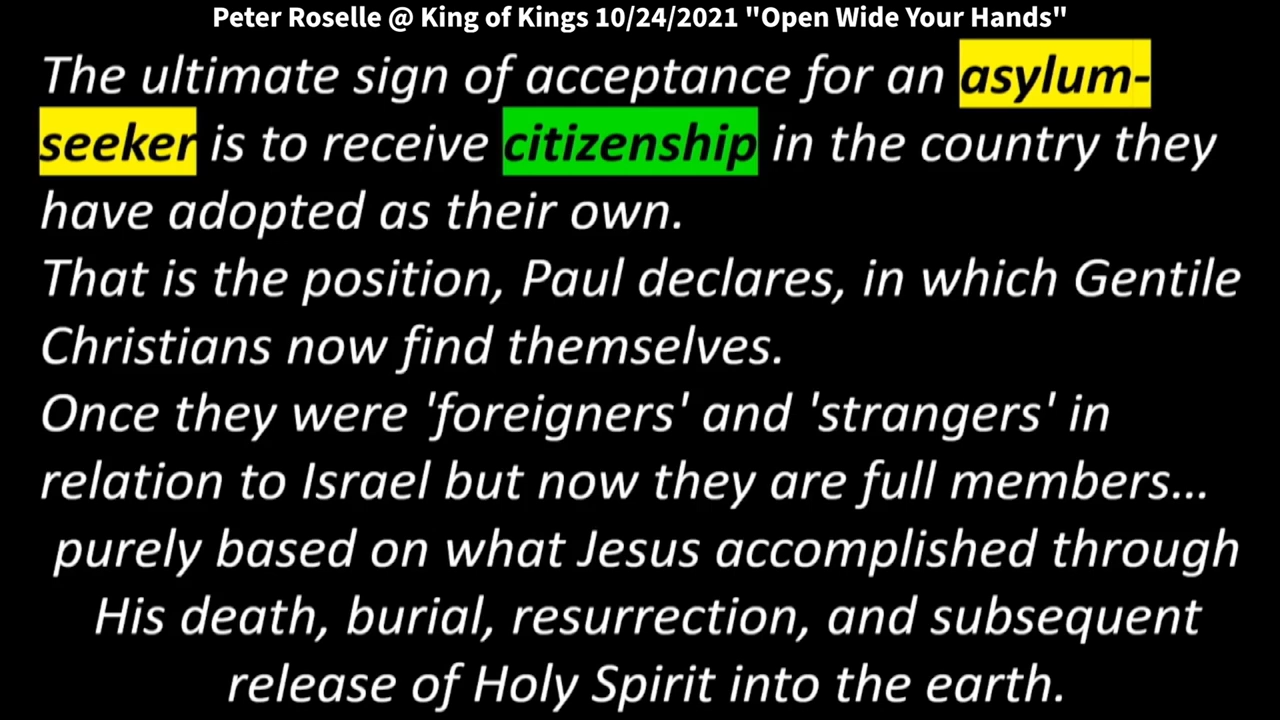 Peter Roselle @ King of Kings 10/24/2021 "Open Wide Your Hands"
The ultimate sign of acceptance for an asylum-
seeker is to receive citizenship in the country they
have adopted as their own.
That is the position, Paul declares, in which Gentile
Christians now find themselves.
Once they were 'foreigners' and 'strangers' in
relation to Israel but now they are full members...
purely based on what Jesus accomplished through
His death, burial, resurrection, and subsequent
release of Holy Spirit into the earth.